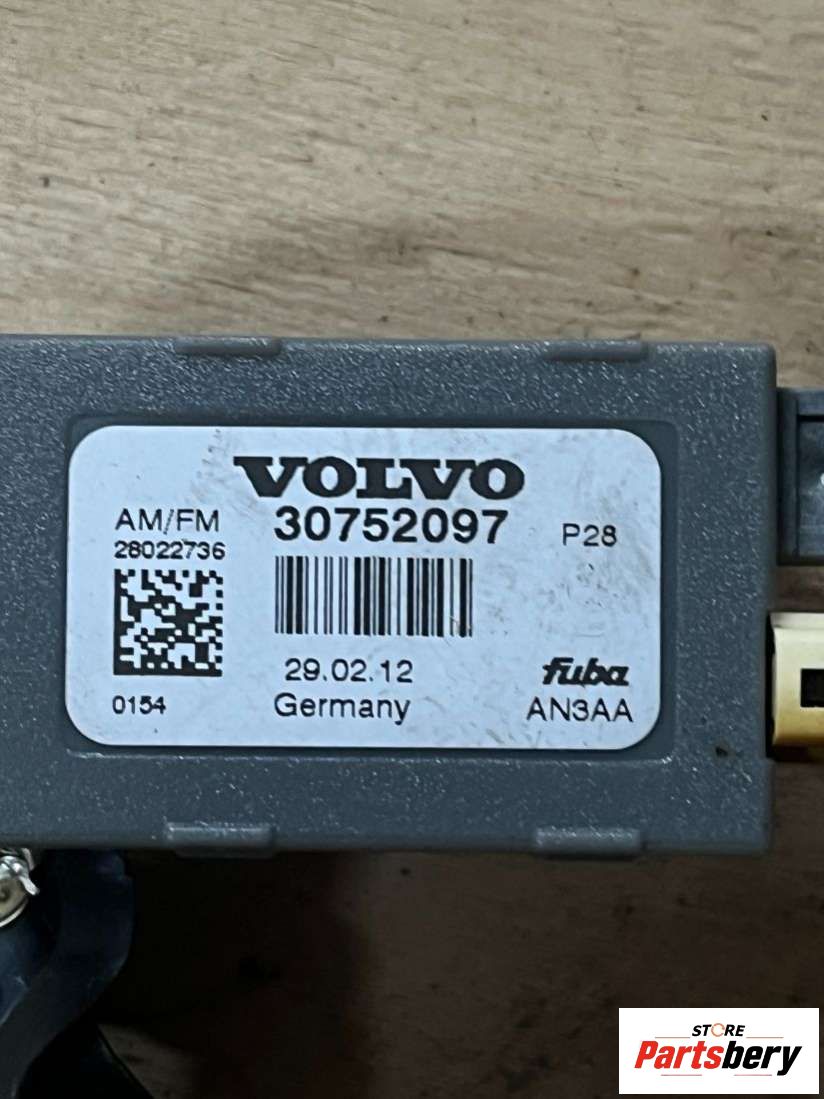 VOLVO
AM/FM 30752097 P28
28022736
29.02.12 fuba
0154 Germany AN3AA
STORE
Partsbery